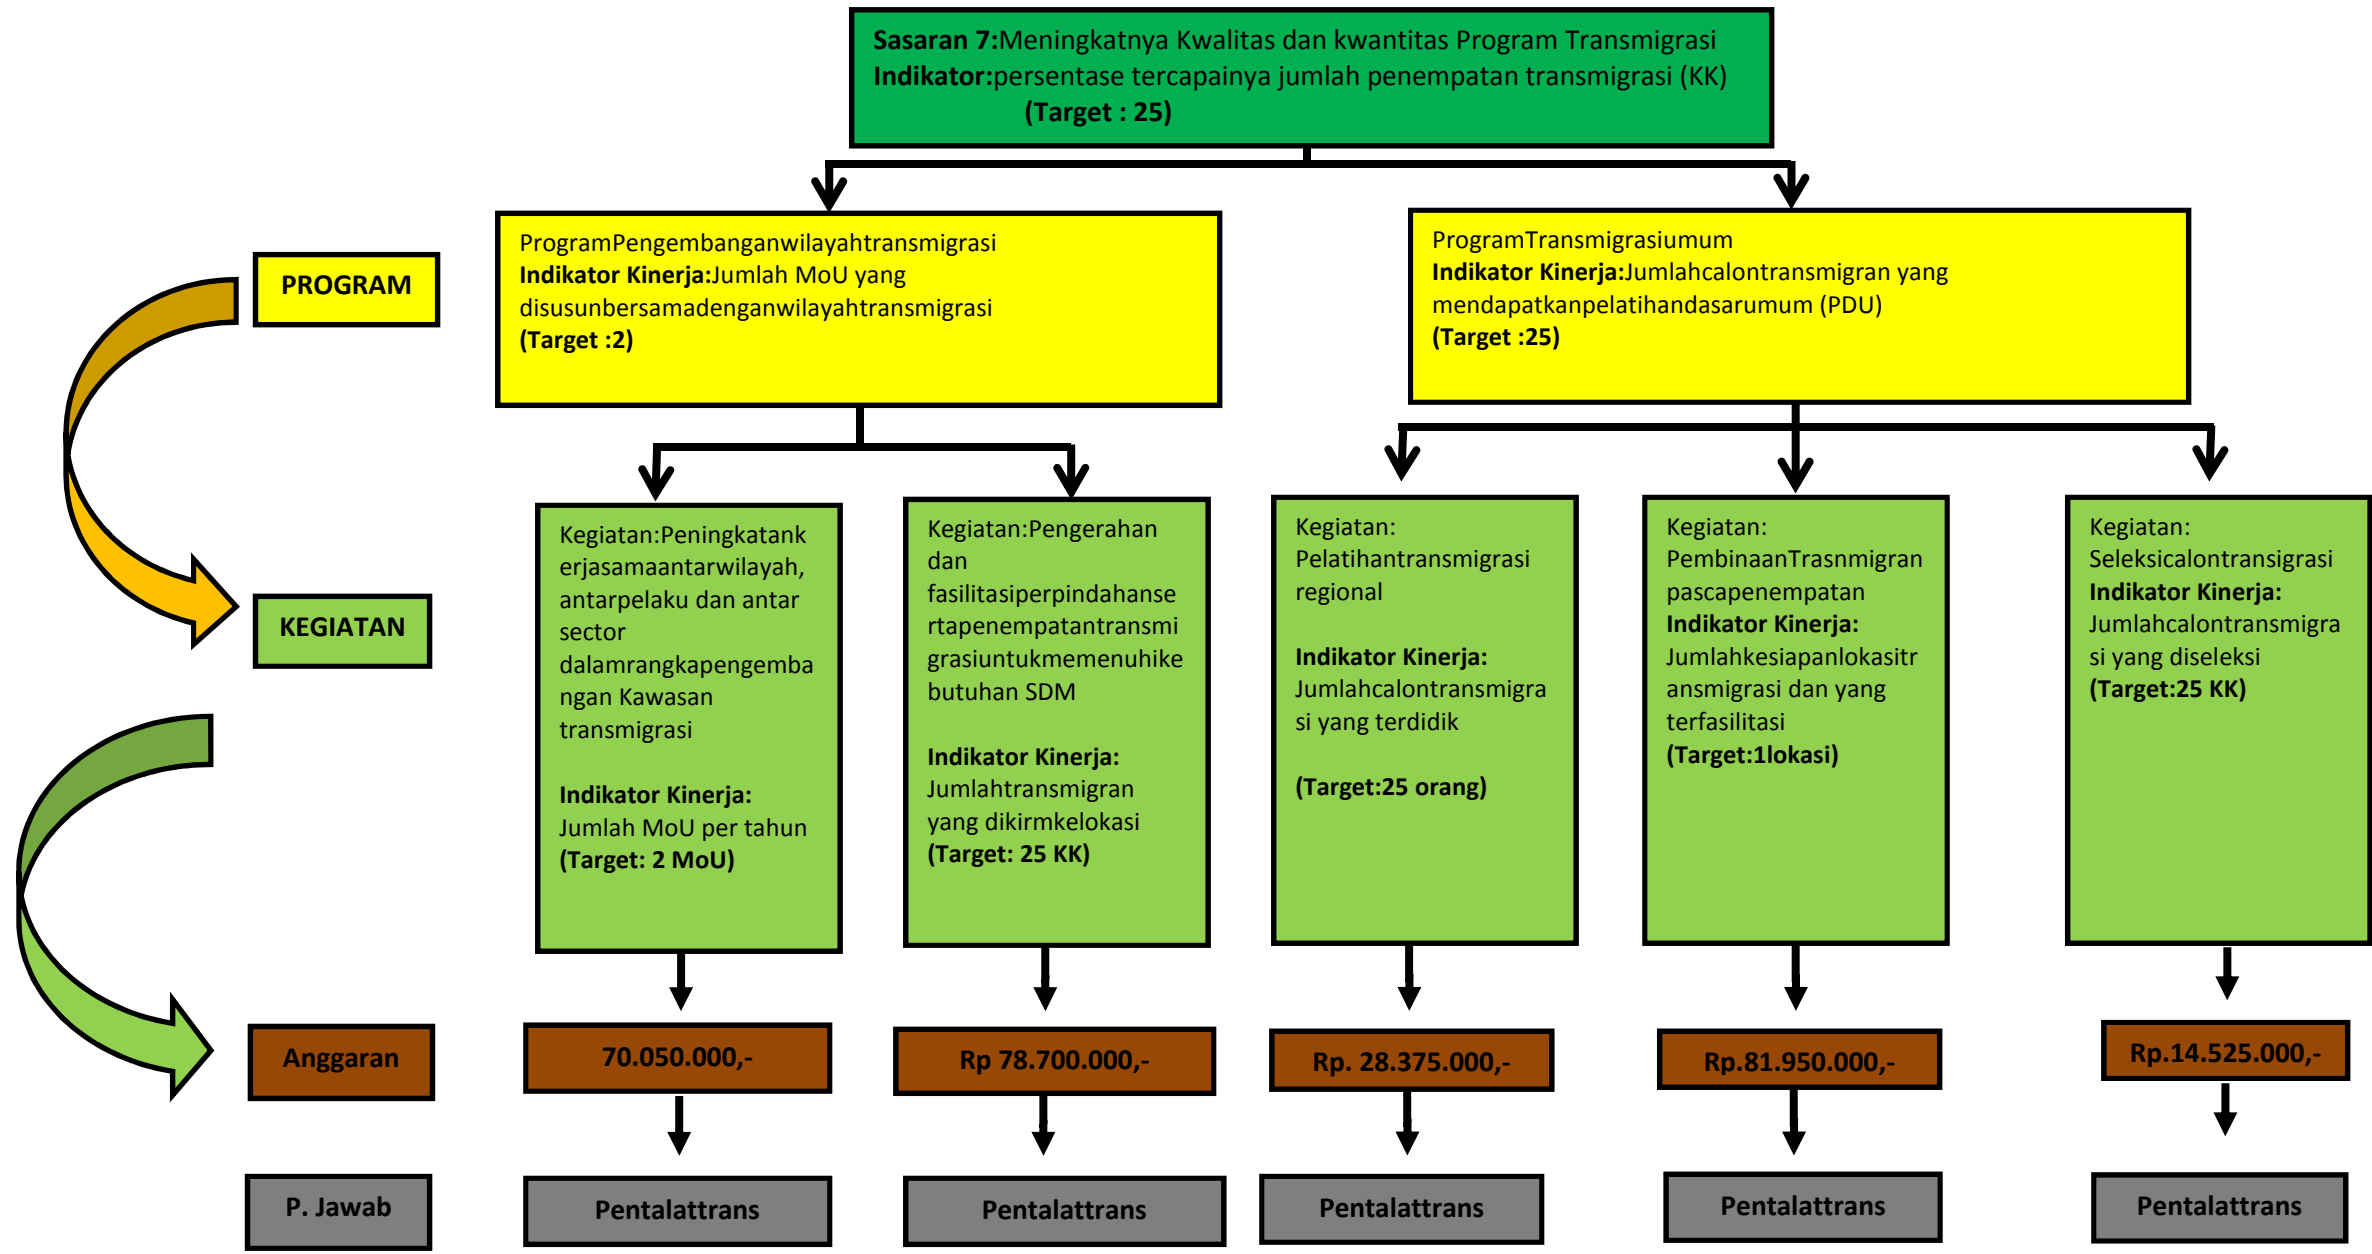 Sasaran 7:Meningkatnya Kwalitas dan kwantitas Program Transmigrasi
Indikator:persentase tercapainya jumlah penempatan transmigrasi (KK)
(Target : 25)
PROGRAM
ProgramPengembanganwilayahtransmigrasi
Indikator Kinerja:Jumlah MoU yang
disusunbersamadenganwilayahtransmigrasi
(Target :2)
ProgramTransmigrasiumum
Indikator Kinerja:Jumlahcalontransmigran yang
mendapatkanpelatihandasarumum (PDU)
(Target :25)
KEGIATAN
Kegiatan:Peningkatank
erjasamaantarwilayah,
antarpelaku dan antar
sector
dalamrangkapengemba
ngan Kawasan
transmigrasi
Indikator Kinerja:
Jumlah MoU per tahun
(Target: 2 MoU)
Kegiatan:Pengerahan
dan
fasilitasiperpindahanse
rtapenempatantransmi
grasiuntukmemenuhike
butuhan SDM
Indikator Kinerja:
Jumlahtransmigran
yang dikirmkelokasi
(Target: 25 KK)
Kegiatan:
Pelatihantransmigrasi
regional
Indikator Kinerja:
Jumlahcalontransmigra
si yang terdidik
(Target:25 orang)
Kegiatan:
PembinaanTrasnmigran
pascapenempatan
Indikator Kinerja:
Jumlahkesiapanlokasitr
ansmigrasi dan yang
terfasilitasi
(Target:1lokasi)
Kegiatan:
Seleksicalontransigrasi
Indikator Kinerja:
Jumlahcalontransmigra
si yang diseleksi
(Target:25 KK)
Anggaran
70.050.000,-
Rp 78.700.000,-
Rp. 28.375.000,-
Rp.81.950.000,-
Rp.14.525.000,-
P. Jawab
Pentalattrans
Pentalattrans
Pentalattrans
Pentalattrans
Pentalattrans